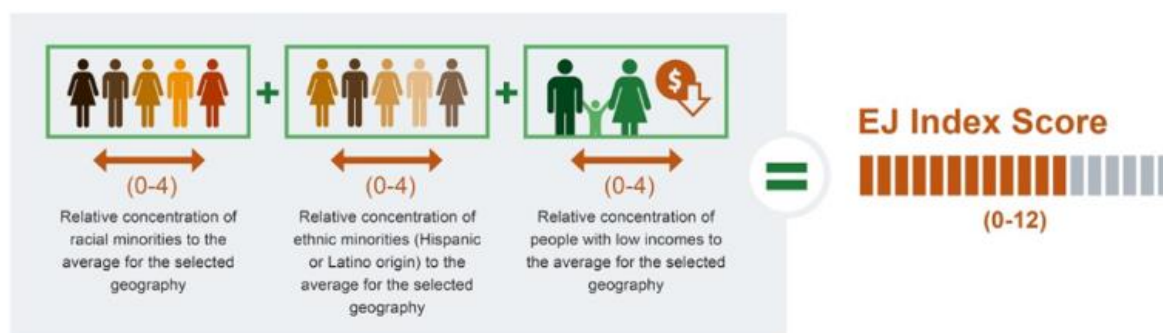 +
+
$
=
(0-4)
Relative concentration of
racial minorities to the
average for the selected
geography
(0-4)
Relative concentration of
ethnic minorities (Hispanic
or Latino origin) to the
average for the selected
geography
(0-4)
Relative concentration of
people with low incomes to
the average for the selected
geography
EJ Index Score
(0-12)